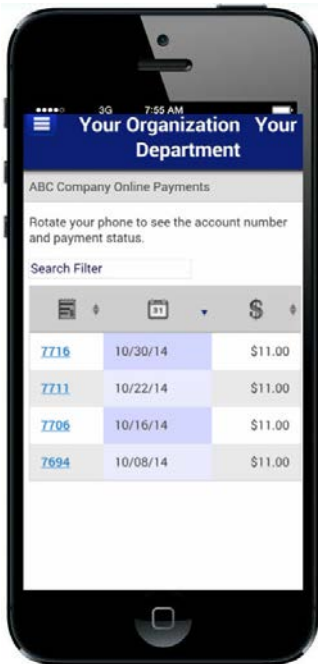 3G 7:55 AM
Your Organization Your
Department
ABC Company Online Payments
Rotate your phone to see the account number
and payment status.
Search Filter
31 $
7716 10/30/14 $11.00
7711 10/22/14 $11.00
7706 10/16/14 $11.00
7694 10/08/14 $11.00